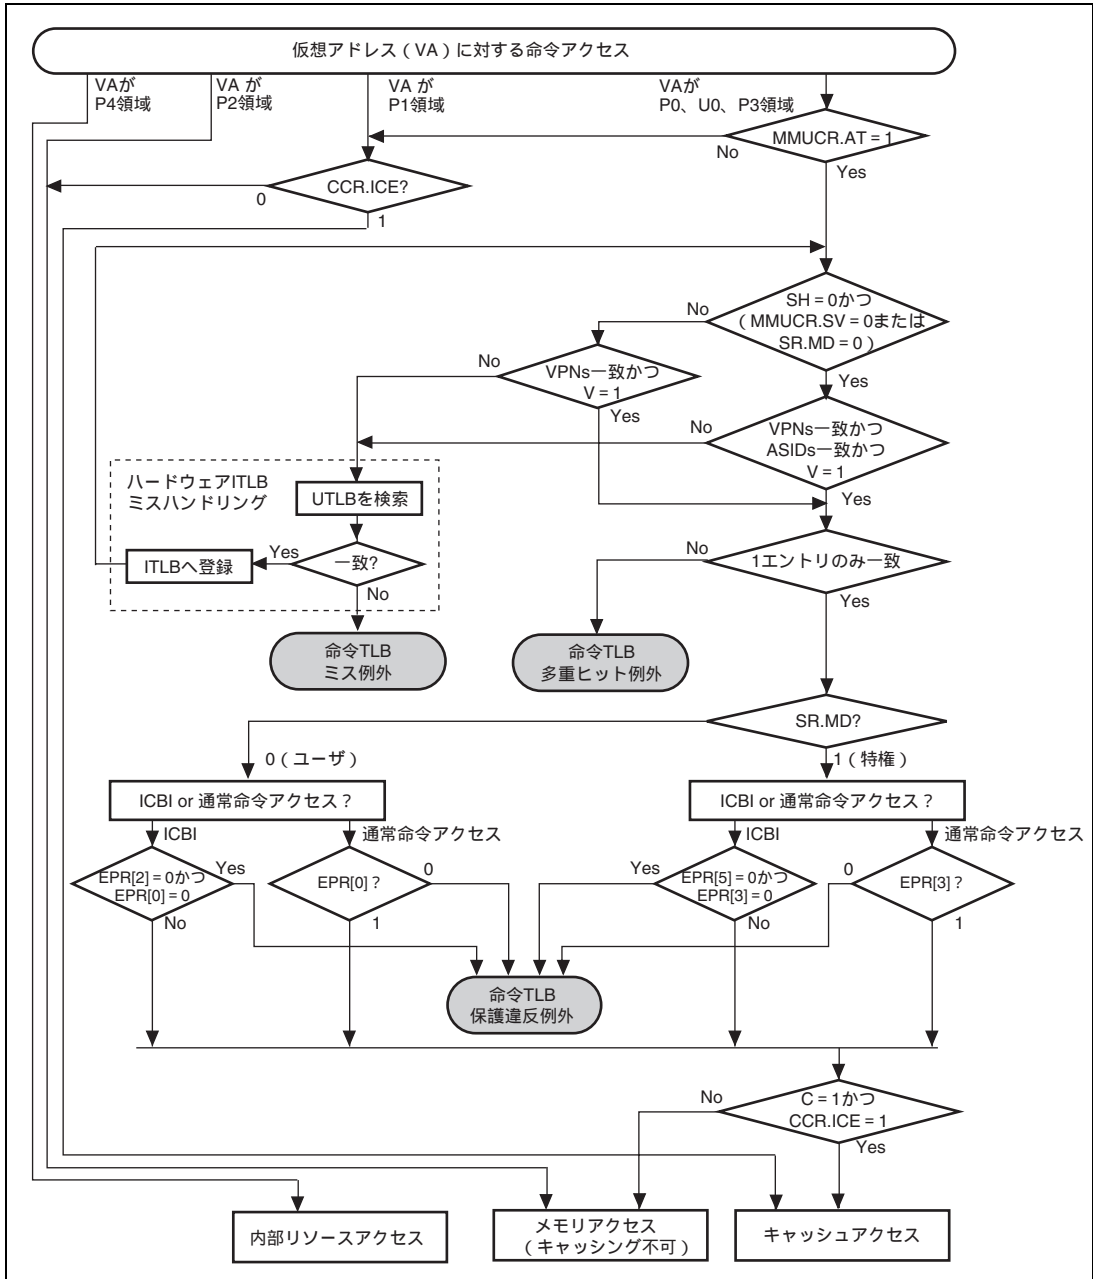 仮想アドレス（VA）に対する命令アクセス
VAが
P4領域
VA が
P2領域
VA が
P1領域
VAが
P0、U0、P3領域
MMUCR.AT = 1
No
Yes
CCR.ICE?
0
1
SH = 0かつ
（MMUCR.SV = 0または
SR.MD = 0）
No
Yes
VPNs一致かつ
V = 1
No
Yes
VPNs一致かつ
ASIDs一致かつ
V = 1
No
Yes
ハードウェアITLB
ミスハンドリング
UTLBを検索
一致?
Yes
No
ITLBへ登録
1エントリのみ一致
No
Yes
命令TLB
ミス例外
命令TLB
多重ヒット例外
SR.MD?
0（ユーザ）
1（特権）
ICBI or 通常命令アクセス？
ICBI or 通常命令アクセス？
ICBI
通常命令アクセス
ICBI
通常命令アクセス
EPR[2] = 0かつ
EPR[0] = 0
Yes
No
EPR[0]？
0
1
EPR[5] = 0かつ
EPR[3] = 0
Yes
No
EPR[3]？
0
1
命令TLB
保護違反例外
C = 1かつ
CCR.ICE = 1
No
Yes
内部リソースアクセス
メモリアクセス
（キャッシング不可）
キャッシュアクセス